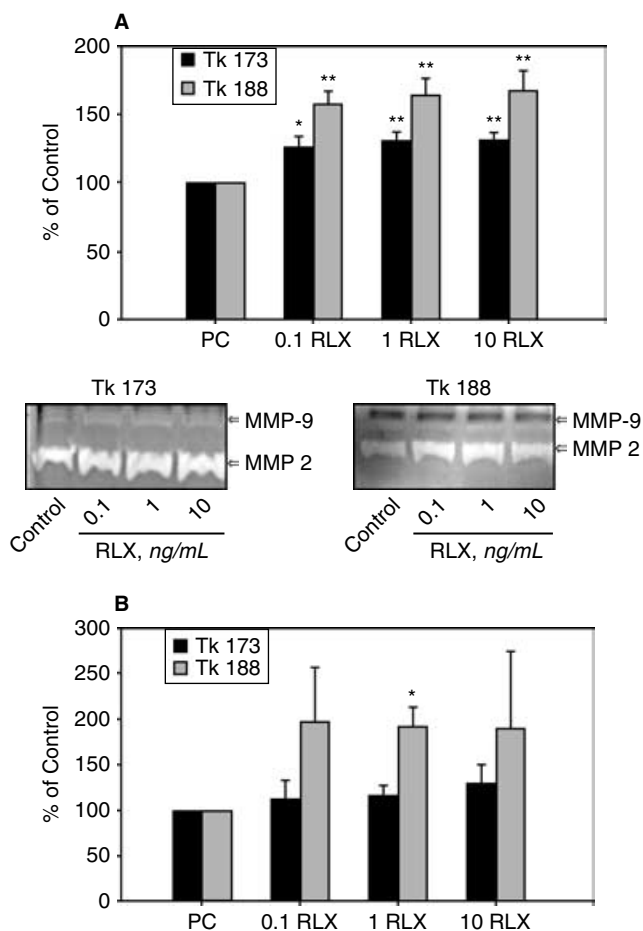 A
200
150
100
50
0
% of Control
Tk 173
Tk 188
*
**
**
**
**
**
PC 0.1 RLX 1 RLX 10 RLX
Tk 173
MMP-9
MMP 2
Control 0.1 1 10
RLX, ng/mL
Tk 188
MMP-9
MMP 2
Control 0.1 1 10
RLX, ng/mL
B
300
250
200
150
100
50
0
% of Control
Tk 173
Tk 188
*
PC 0.1 RLX 1 RLX 10 RLX